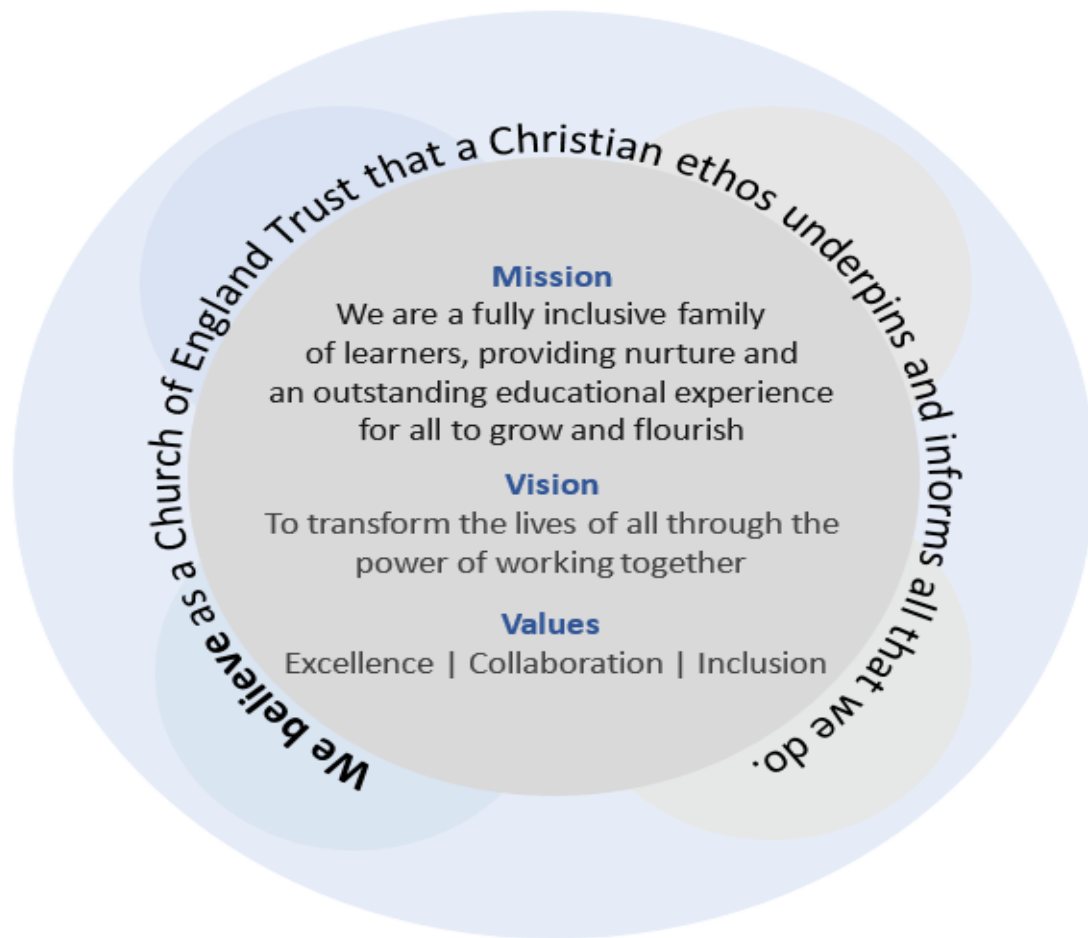 We believe as a Church of England Trust that a Christian ethos underpins and informs all that we do.
Mission
We are a fully inclusive family
of learners, providing nurture and
an outstanding educational experience
for all to grow and flourish
Vision
To transform the lives of all through the
power of working together
Values
Excellence | Collaboration | Inclusion